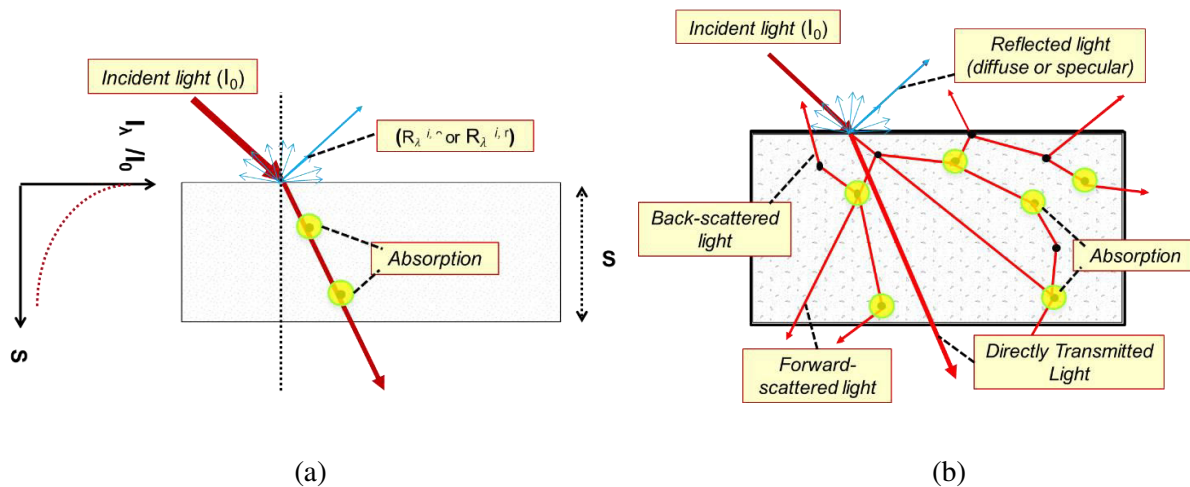 Incident light (I0)
(Rλ i, ∩ or Rλ i, r)
Iλ /I0
Absorption
S
S
(a)
Incident light (I0)
Reflected light
(diffuse or specular)
Back-scattered
light
Absorption
Forward-
scattered light
Directly Transmitted
Light
(b)